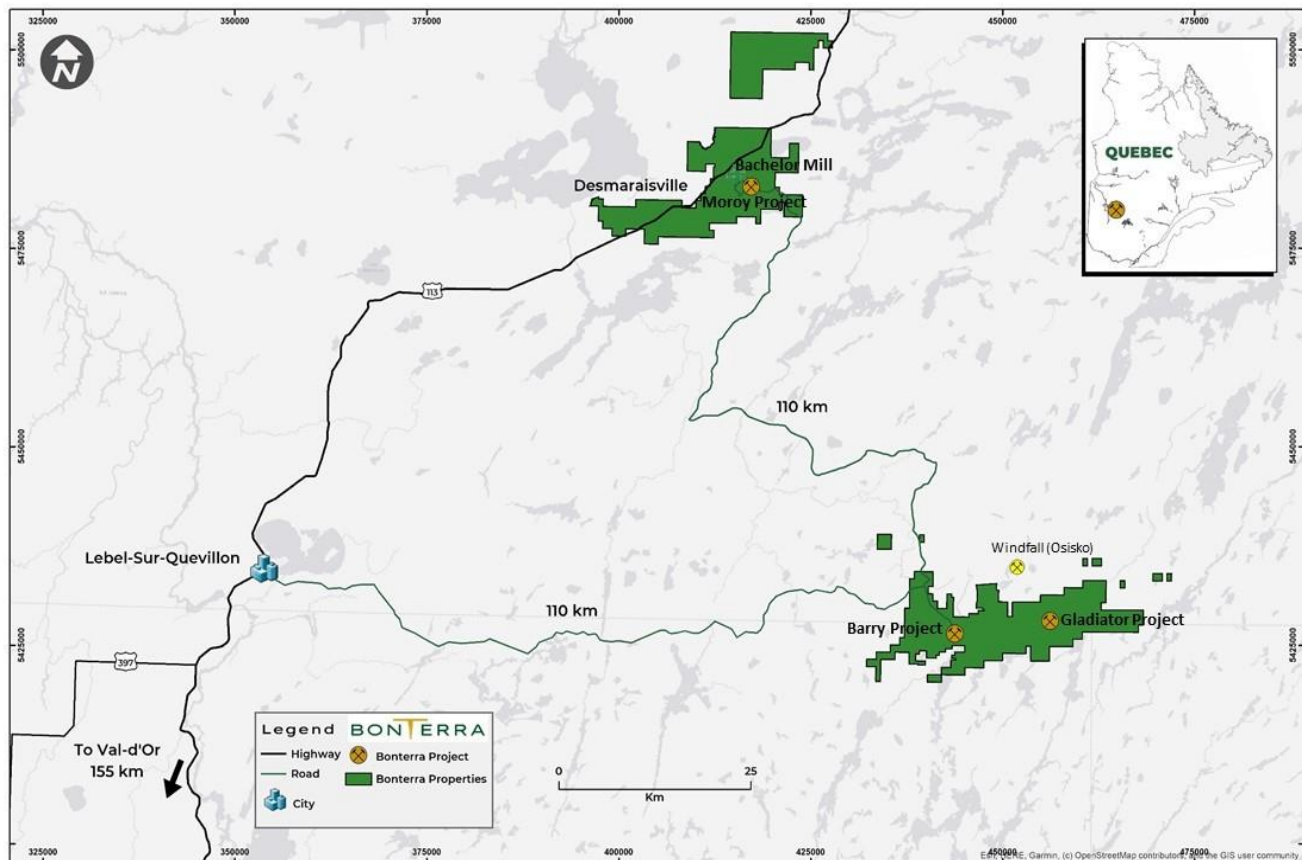 325000 350000 375000 400000 425000 450000 475000
5500000 5500000
N
QUEBEC
Bachelor Mill
Desmaraisville
Moroy Project
5475000 5475000
113
110 km
5450000 5450000
Windfall (Osisko)
Lebel-Sur-Quevillon
110 km
Gladiator Project
Barry Project
5425000 5425000
397
Legend BONTERRA
Highway Bonterra Project
Road Bonterra Properties
City
To Val-d'Or
155 km
0 25
Km
325000 350000 375000 400000 425000 450000 475000
Esri, HERE, Garmin, (c) OpenStreetMap contributors, and the GIS user community